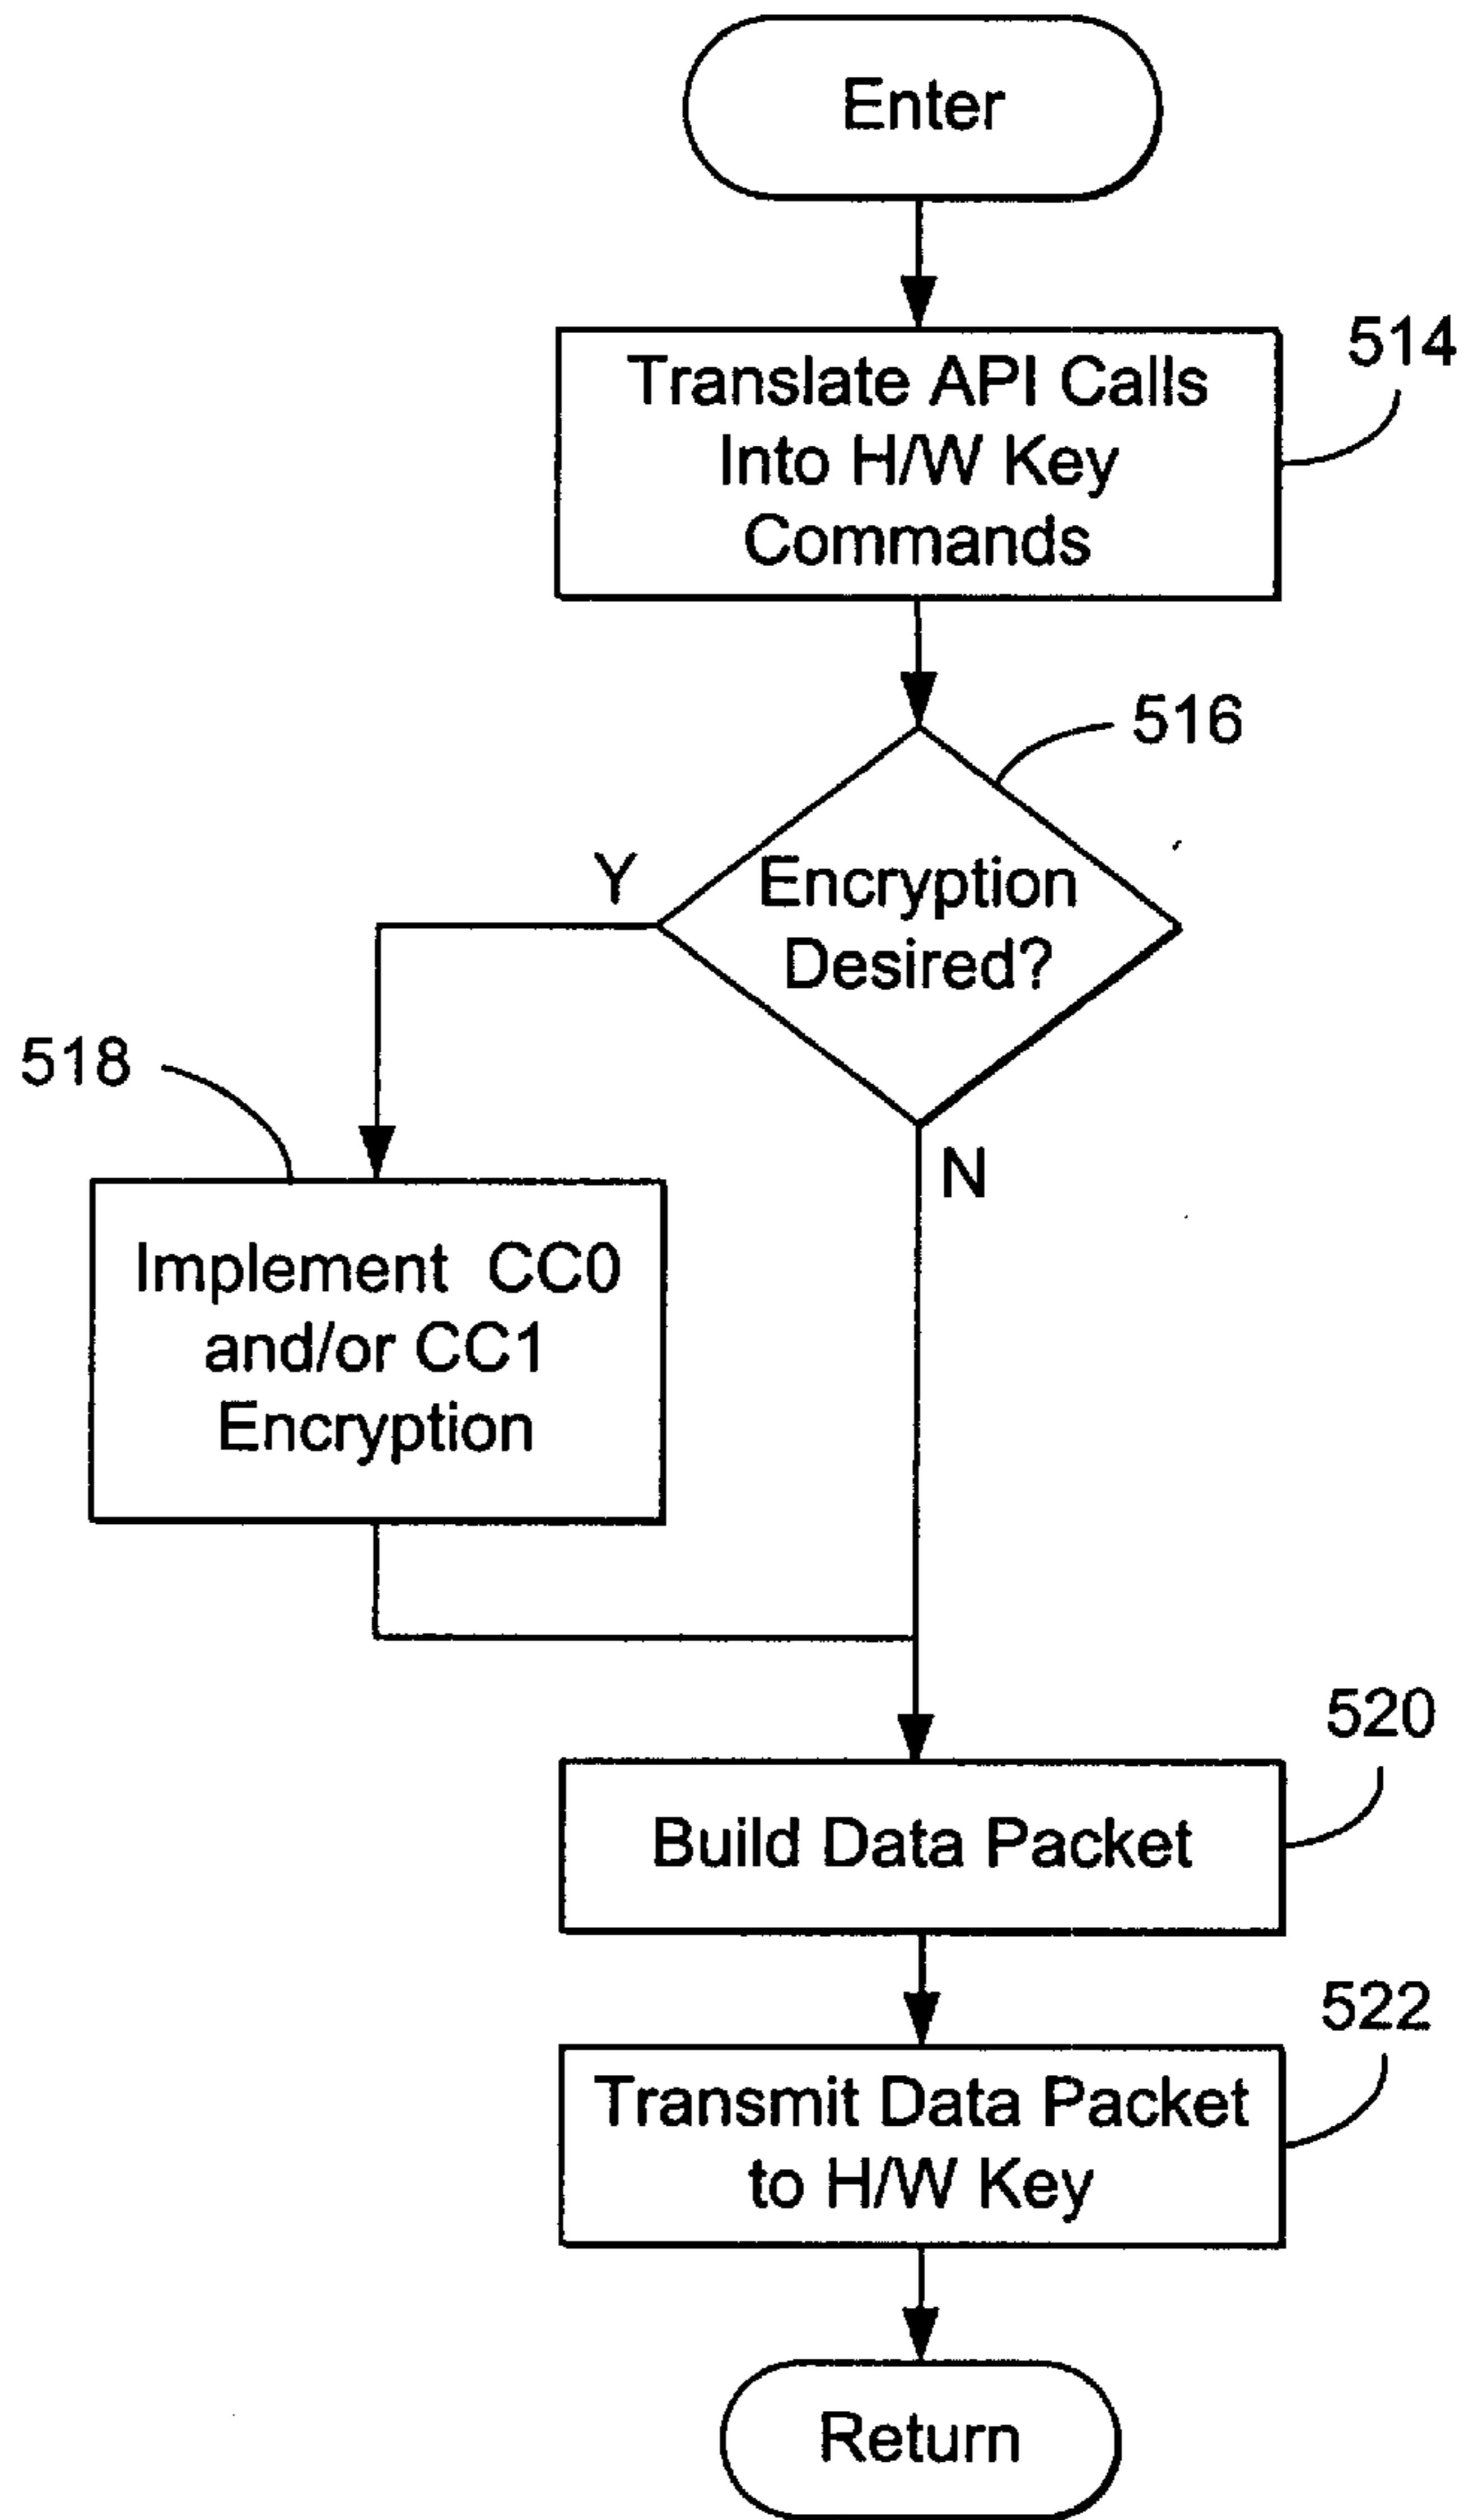 Enter
Translate API Calls
Into H/W Key
Commands
514
516
Y
Encryption
Desired?
518
N
Implement CC0
and/or CC1
Encryption
520
Build Data Packet
522
Transmit Data Packet
to H/W Key
Return